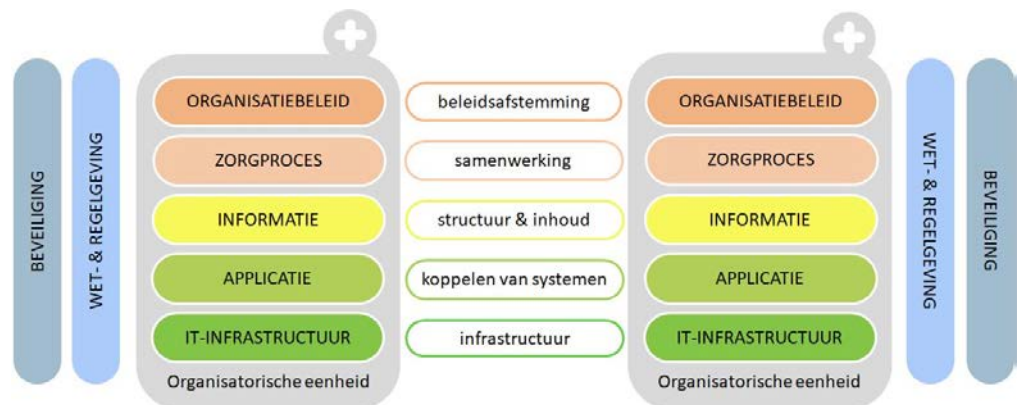 BEVEILIGING
WET- & REGELGEVING
ORGANISATIEBELEID
ZORGPROCES
INFORMATIE
APPLICATIE
IT-INFRASTRUCTUUR
Organisatorische eenheid
beleidsafstemming
samenwerking
structuur & inhoud
koppelen van systemen
infrastructuur
ORGANISATIEBELEID
ZORGPROCES
INFORMATIE
APPLICATIE
IT-INFRASTRUCTUUR
Organisatorische eenheid
WET- & REGELGEVING
BEVEILIGING